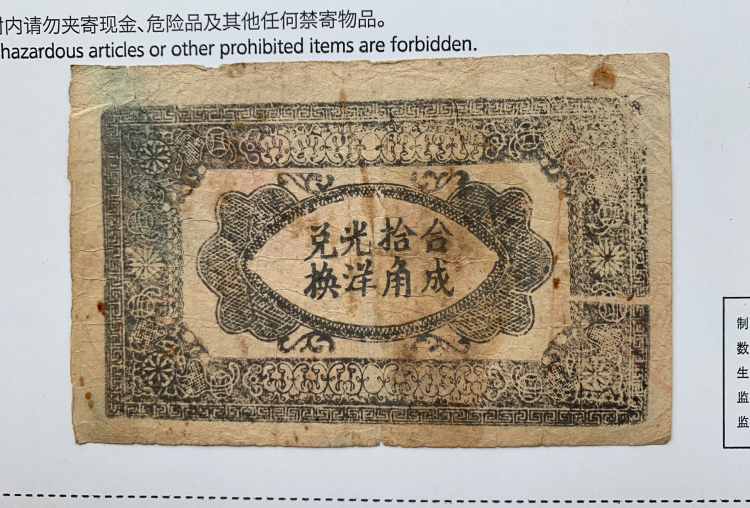 内请勿夹寄现金、危险品及其他任何禁寄物品。
hazardous articles or other prohibited items are forbidden.
合成
拾角
光洋
兑换
制
数
生
监
监